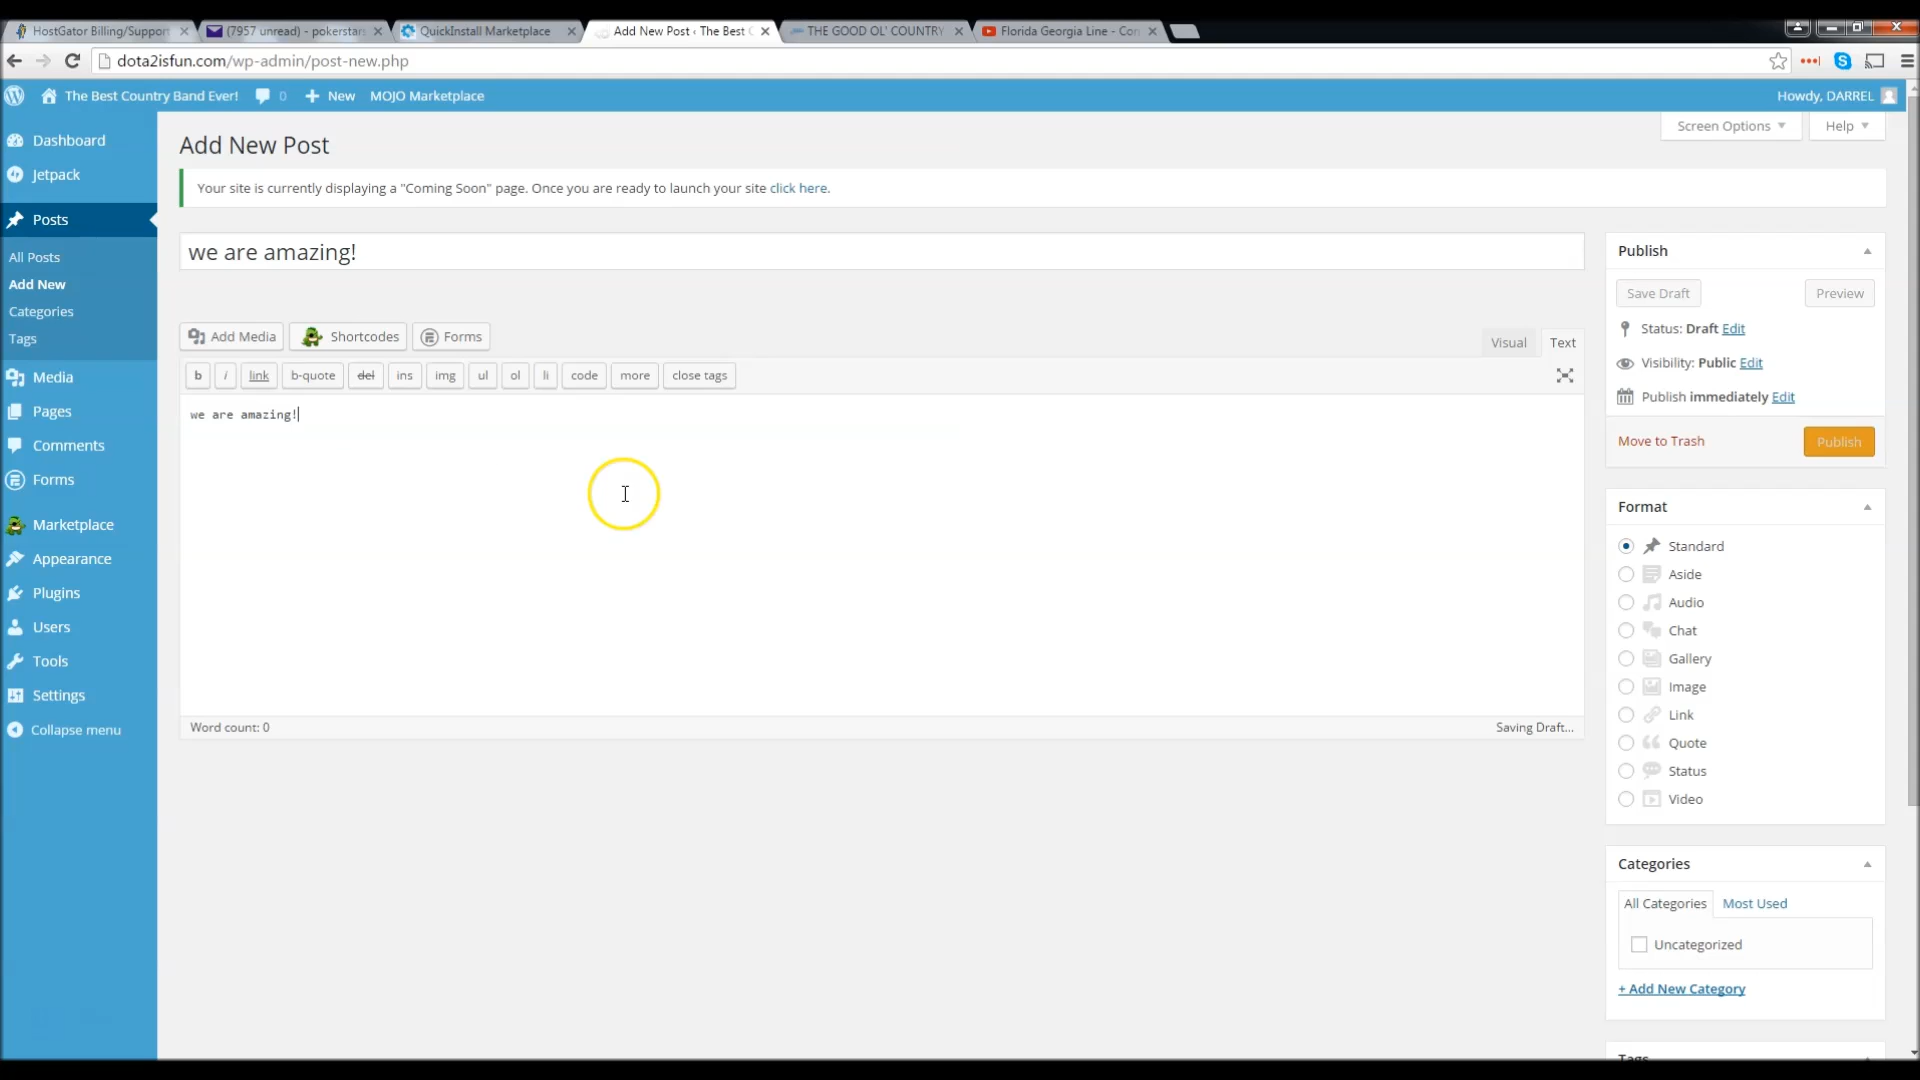 HostGator Billing/Support
(7957 unread) - pokerstars
QuickInstall Marketplace
Add New Post ‹ The Best C
THE GOOD OL' COUNTRY
Florida Georgia Line - Con
dota2isfun.com/wp-admin/post-new.php
The Best Country Band Ever!
0
New
MOJO Marketplace
Howdy, DARREL
Dashboard
Jetpack
Posts
All Posts
Add New
Categories
Tags
Media
Pages
Comments
Forms
Marketplace
Appearance
Plugins
Users
Tools
Settings
Collapse menu
Screen Options
Help
Add New Post
Your site is currently displaying a "Coming Soon" page. Once you are ready to launch your site click here.
we are amazing!
Add Media
Shortcodes
Forms
Visual
Text
b
i
link
b-quote
del
ins
img
ul
ol
li
code
more
close tags
we are amazing!
Word count: 0
Saving Draft...
Publish
Save Draft
Preview
Status: Draft Edit
Visibility: Public Edit
Publish immediately Edit
Move to Trash
Publish
Format
Standard
Aside
Audio
Chat
Gallery
Image
Link
Quote
Status
Video
Categories
All Categories
Most Used
Uncategorized
+ Add New Category
Tags